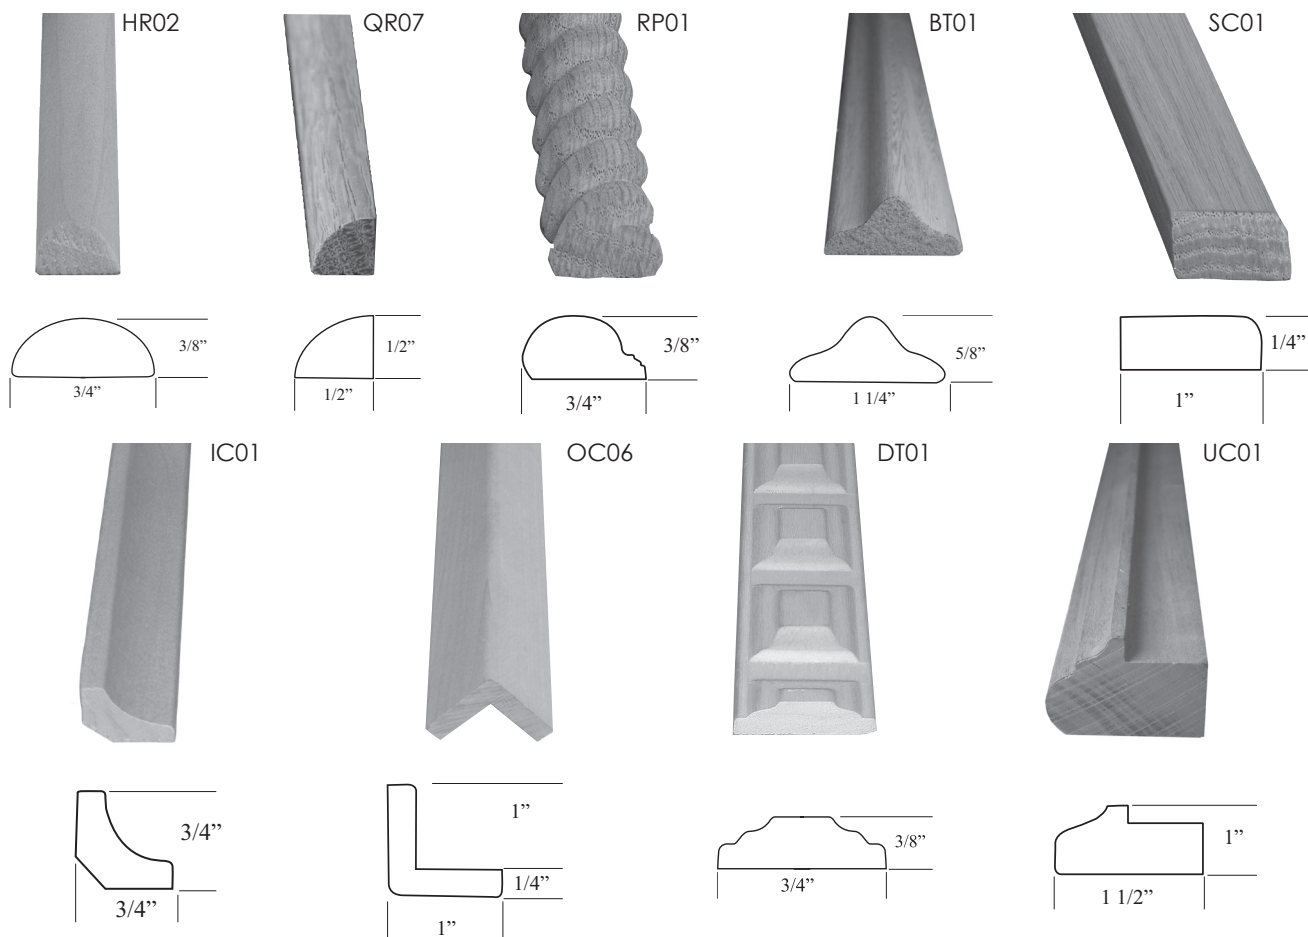 HR02
QR07
RP01
BT01
SC01
3/8”
3/4”
1/2”
1/2”
3/8”
3/4”
5/8”
1 1/4”
1/4”
1”
IC01
OC06
DT01
UC01
3/4”
3/4”
1”
1/4”
1”
3/8”
3/4”
1”
1 1/2”